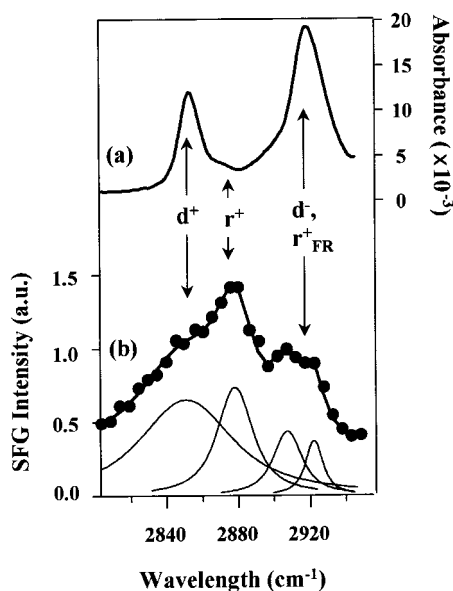 20
15
10
5
0
Absorbance (×10⁻³)
(a)
d⁺
r⁺
d⁻,
r⁺FR
1.5
1.0
0.5
0.0
SFG Intensity (a.u.)
(b)
2840 2880 2920
Wavelength (cm⁻¹)